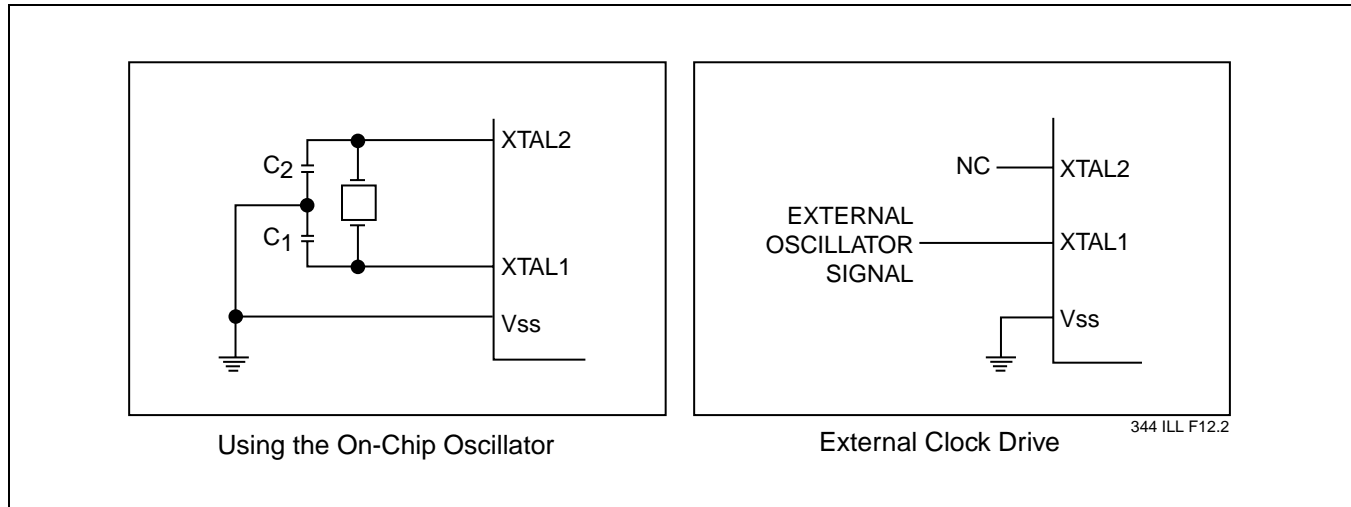 XTAL2
C2
C1
XTAL1
Vss
Using the On-Chip Oscillator
NC
XTAL2
EXTERNAL
OSCILLATOR
SIGNAL
XTAL1
Vss
External Clock Drive
344 ILL F12.2